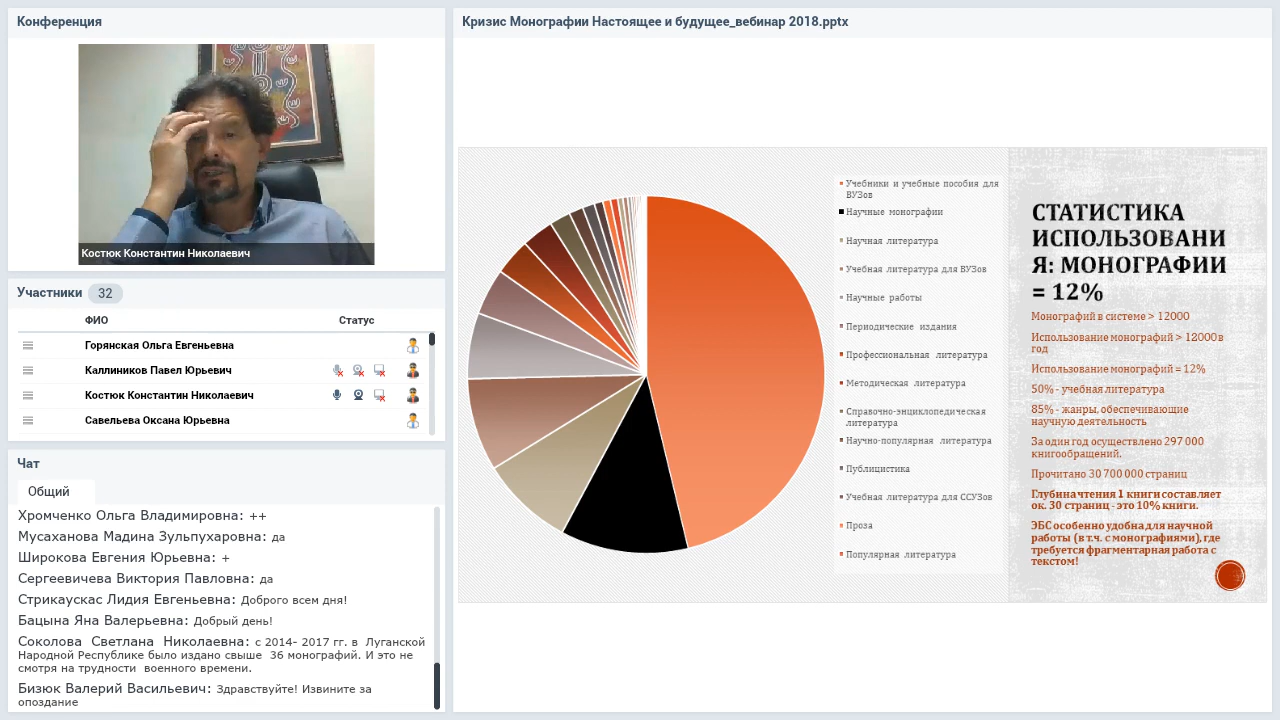 Конференция
Костюк Константин Николаевич
Участники 32
ФИО Статус
Горянская Ольга Евгеньевна
Каллиников Павел Юрьевич
Костюк Константин Николаевич
Савельева Оксана Юрьевна
Чат
Общий
Хромченко Ольга Владимировна: ++
Мусаханова Мадина Зульпухаровна: да
Широкова Евгения Юрьевна: +
Сергеевичева Виктория Павловна: да
Стрикаускас Лидия Евгеньевна: Доброго всем дня!
Бацына Яна Валерьевна: Добрый день!
Соколова Светлана Николаевна: с 2014- 2017 гг. в Луганской
Народной Республике было издано свыше 36 монографий. И это не
смотря на трудности военного времени.
Бизюк Валерий Васильевич: Здравствуйте! Извините за
опоздание
Кризис Монографии Настоящее и будущее_вебинар 2018.pptx
Учебники и учебные пособия для
ВУЗов
Научные монографии
Научная литература
Учебная литература для ВУЗов
Научные работы
Периодические издания
Профессиональная литература
Методическая литература
Справочно-энциклопедическая
литература
Научно-популярная литература
Публицистика
Учебная литература для ССУЗов
Проза
Популярная литература
СТАТИСТИКА
ИСПОЛЬЗОВАНИ
Я: МОНОГРАФИИ
= 12%
Монографий в системе > 12000
Использование монографий > 12000 в
год
Использование монографий = 12%
50% - учебная литература
85% - жанры, обеспечивающие
научную деятельность
За один год осуществлено 297 000
книгообращений.
Прочитано 30 700 000 страниц
Глубина чтения 1 книги составляет
ок. 30 страниц - это 10% книги.
ЭБС особенно удобна для научной
работы (в т.ч. с монографиями), где
требуется фрагментарная работа с
текстом!